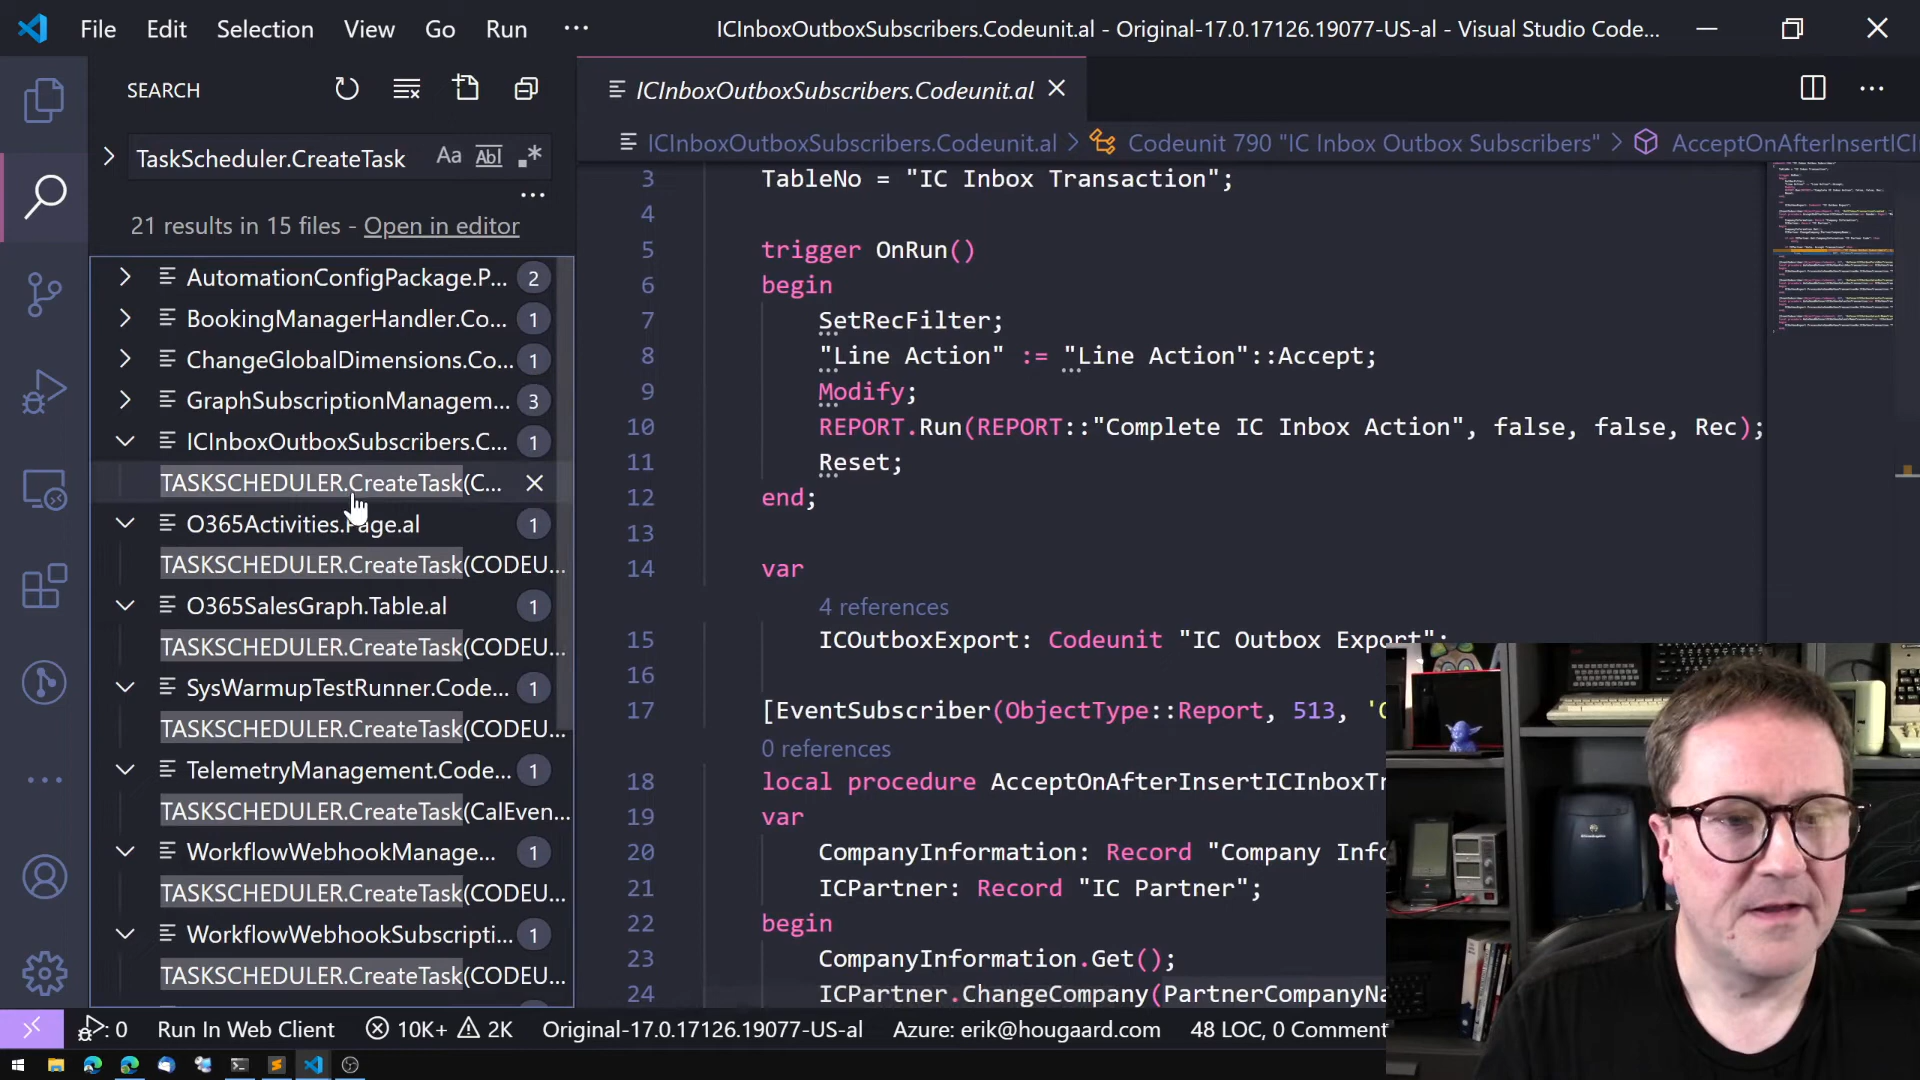 File Edit Selection View Go Run ···
ICInboxOutboxSubscribers.Codeunit.al - Original-17.0.17126.19077-US-al - Visual Studio Code...
SEARCH
TaskScheduler.CreateTask
Aa Abl .*
21 results in 15 files - Open in editor
AutomationConfigPackage.P... 2
BookingManagerHandler.Co... 1
ChangeGlobalDimensions.Co... 1
GraphSubscriptionManagem... 3
ICInboxOutboxSubscribers.C... 1
TASKSCHEDULER.CreateTask(C...
O365Activities.Page.al 1
TASKSCHEDULER.CreateTask(CODEU...
O365SalesGraph.Table.al 1
TASKSCHEDULER.CreateTask(CODEU...
SysWarmupTestRunner.Code... 1
TASKSCHEDULER.CreateTask(CODEU...
TelemetryManagement.Code... 1
TASKSCHEDULER.CreateTask(CalEven...
WorkflowWebhookManage... 1
TASKSCHEDULER.CreateTask(CODEU...
WorkflowWebhookSubscripti... 1
TASKSCHEDULER.CreateTask(CODEU...
ICInboxOutboxSubscribers.Codeunit.al
ICInboxOutboxSubscribers.Codeunit.al > Codeunit 790 "IC Inbox Outbox Subscribers" > AcceptOnAfterInsertICI
3 TableNo = "IC Inbox Transaction";
4
5 trigger OnRun()
6 begin
7 SetRecFilter;
8 "Line Action" := "Line Action"::Accept;
9 Modify;
10 REPORT.Run(REPORT::"Complete IC Inbox Action", false, false, Rec);
11 Reset;
12 end;
13
14 var
4 references
15 ICOutboxExport: Codeunit "IC Outbox Export";
16
17 [EventSubscriber(ObjectType::Report, 513, '
0 references
18 local procedure AcceptOnAfterInsertICInboxTr
19 var
20 CompanyInformation: Record "Company Info
21 ICPartner: Record "IC Partner";
22 begin
23 CompanyInformation.Get();
24 ICPartner.ChangeCompany(PartnerCompanyNa
0 Run In Web Client 10K+ 2K Original-17.0.17126.19077-US-al Azure: erik@hougaard.com 48 LOC, 0 Comment